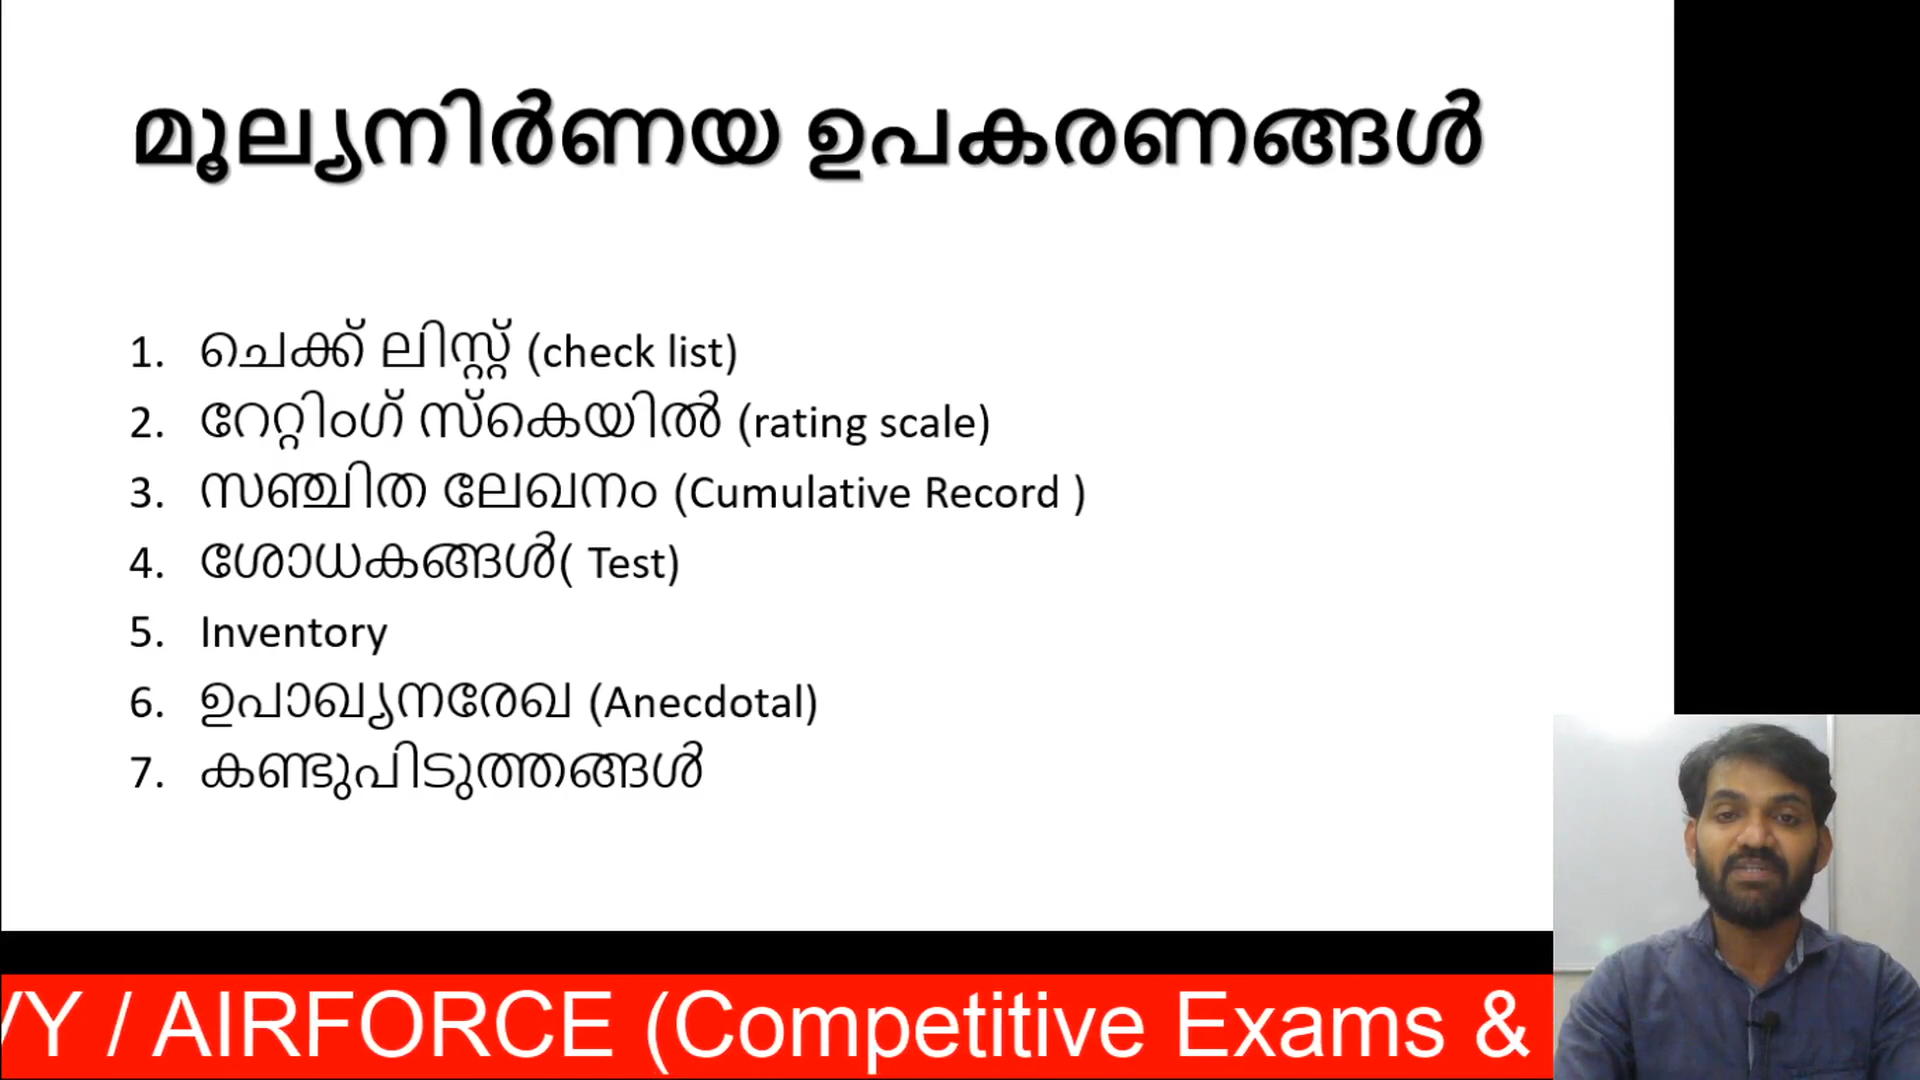 മൂല്യനിർണയ ഉപകരണങ്ങൾ
1. ചെക്ക് ലിസ്റ്റ് (check list)
2. റേറ്റിംഗ് സ്കെയിൽ (rating scale)
3. സഞ്ചിത ലേഖനം (Cumulative Record )
4. ശോധകങ്ങൾ( Test)
5. Inventory
6. ഉപാഖ്യനരേഖ (Anecdotal)
7. കണ്ടുപിടുത്തങ്ങൾ
/ AIRFORCE (Competitive Exams &